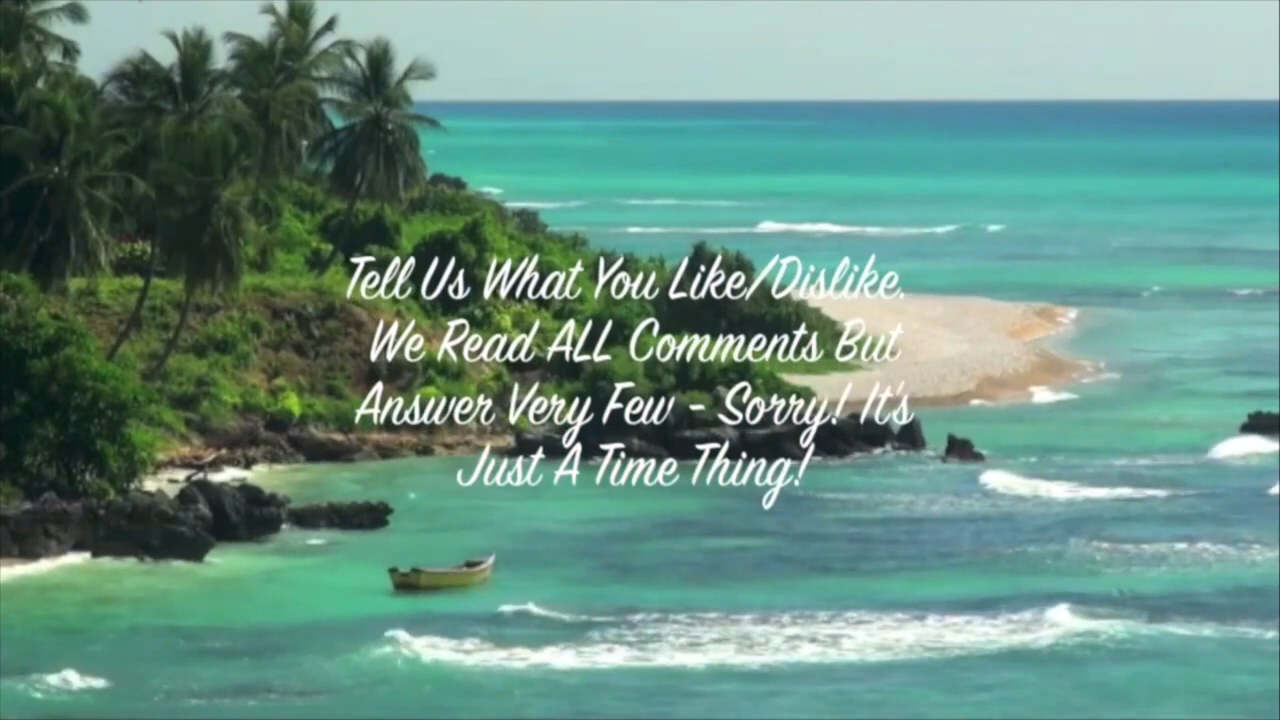 Tell Us What You Like/Dislike.
We Read ALL Comments But
Answer Very Few - Sorry! It's
Just A Time Thing!